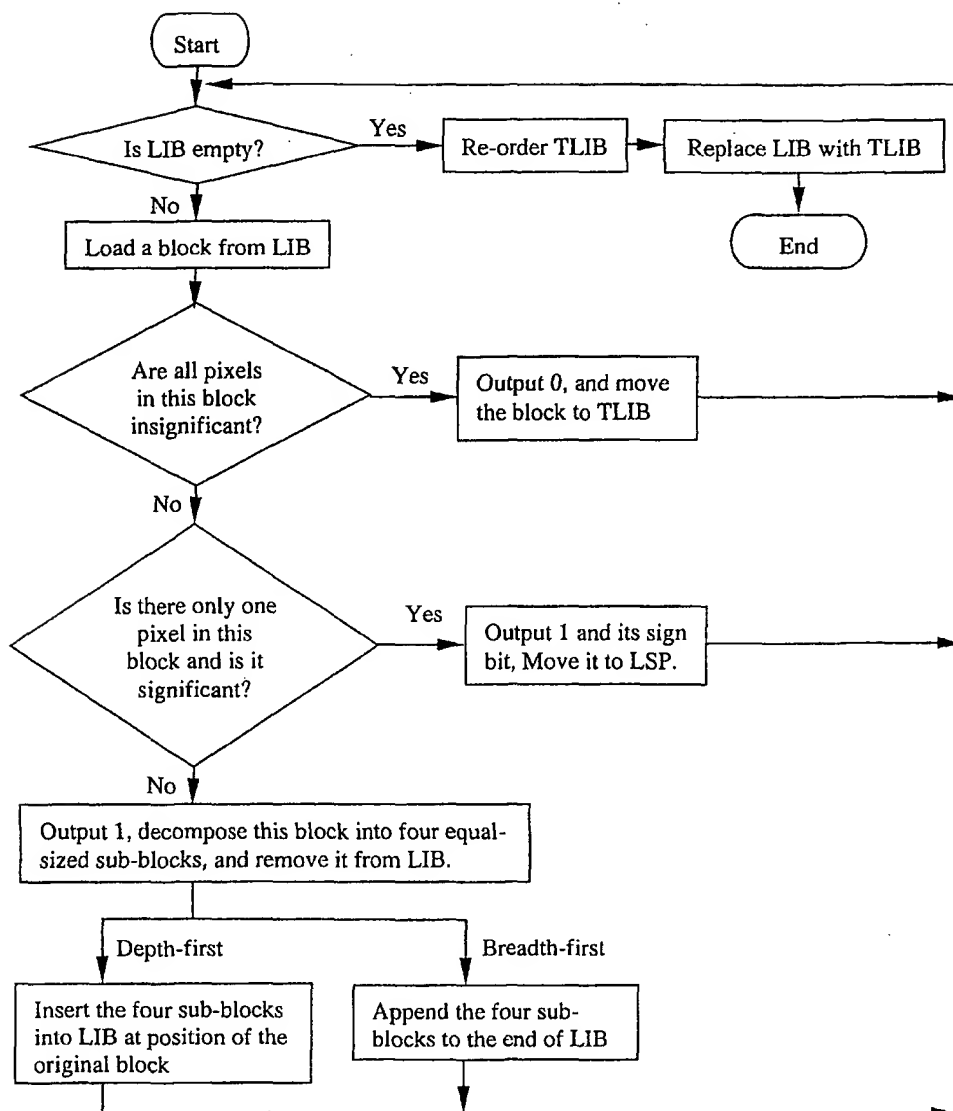 Start
Is LIB empty?
Yes
Re-order TLIB
Replace LIB with TLIB
No
End
Load a block from LIB
Are all pixels
in this block
insignificant?
Yes
Output 0, and move
the block to TLIB
No
Is there only one
pixel in this
block and is it
significant?
Yes
Output 1 and its sign
bit, Move it to LSP.
No
Output 1, decompose this block into four equal-
sized sub-blocks, and remove it from LIB.
Depth-first
Breadth-first
Insert the four sub-blocks
into LIB at position of the
original block
Append the four sub-
blocks to the end of LIB